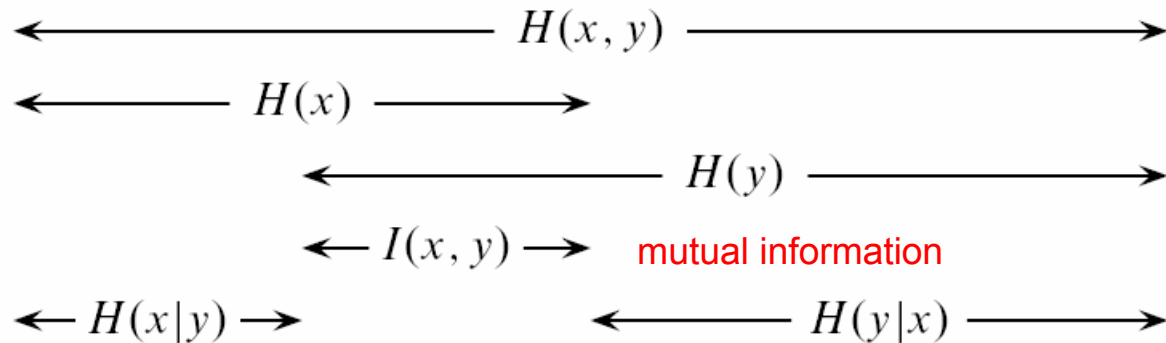 H(x, y)
H(x)
H(y)
I(x, y) mutual information
H(x|y) H(y|x)